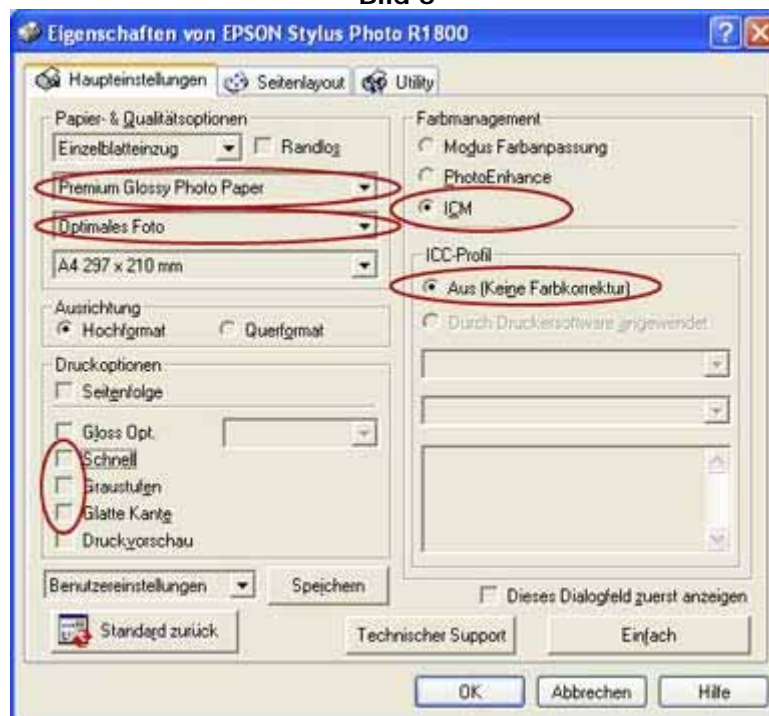 Eigenschaften von EPSON Stylus Photo R1800
Haupteinstellungen
Seitenlayout
Utility
Papier- & Qualitätsoptionen
Einzelblatteinzug
Randlos
Premium Glossy Photo Paper
Optimales Foto
A4 297 x 210 mm
Ausrichtung
Hochformat
Querformat
Druckoptionen
Seitenfolge
Gloss Opt.
Schnell
Graustufen
Glatte Kante
Druckvorschau
Farbmanagement
Modus Farbanpassung
PhotoEnhance
ICM
ICC-Profil
Aus (Keine Farbkorrektur)
Durch Druckersoftware angewendet
Benutzereinstellungen
Speichern
Dieses Dialogfeld zuerst anzeigen
Standard zurück
Technischer Support
Einfach
OK
Abbrechen
Hilfe